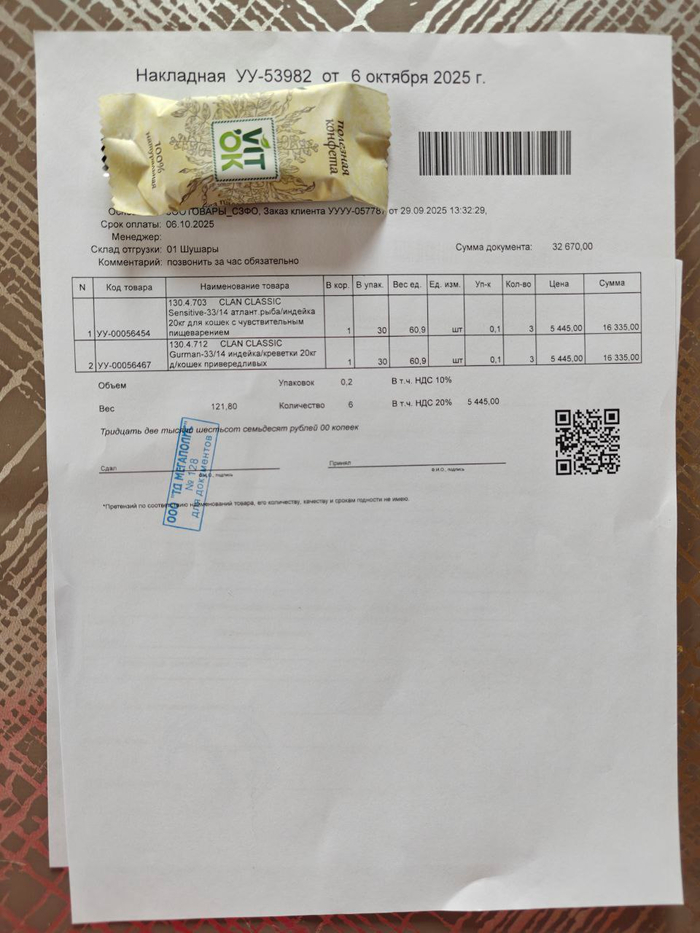 Накладная УУ-53982 от 6 октября 2025 г.
100%
натуральная
VIT
OK
полезная
конфета
ЗООТОВАРЫ_СЗФО, Заказ клиента УУУУ-05778 от 29.09.2025 13:32:29,
Срок оплаты: 06.10.2025
Менеджер:
Склад отгрузки: 01 Шушары
Сумма документа: 32 670,00
Комментарий: позвонить за час обязательно
N Код товара Наименование товара В кор. В упак. Вес ед. Ед. изм. Уп-к Кол-во Цена Сумма
130.4.703 CLAN CLASSIC
Sensitive-33/14 атлант.рыба/индейка
20кг для кошек с чувствительным
1 УУ-00056454 пищеварением 1 30 60,9 шт 0,1 3 5 445,00 16 335,00
130.4.712 CLAN CLASSIC
Gurman-33/14 индейка/креветки 20кг
2 УУ-00056467 д/кошек привередливых 1 30 60,9 шт 0,1 3 5 445,00 16 335,00
Объем Упаковок 0,2 В т.ч. НДС 10%
Вес 121,80 Количество 6 В т.ч. НДС 20% 5 445,00
Тридцать две тысячи шестьсот семьдесят рублей 00 копеек
Сдал Принял
Ф.И.О., подпись Ф.И.О., подпись
ООО "ТД МЕГАПОЛИС"
№ 128
для документов
*Претензий по соответствию наименований товара, его количеству, качеству и срокам годности не имею.